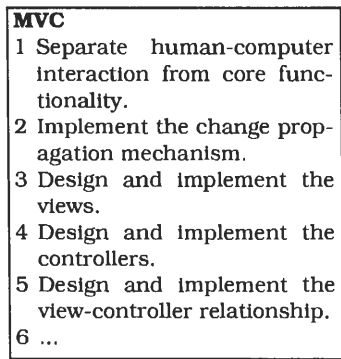 MVC
1 Separate human-computer
interaction from core func-
tionality.
2 Implement the change prop-
agation mechanism.
3 Design and implement the
views.
4 Design and implement the
controllers.
5 Design and implement the
view-controller relationship.
6 ...